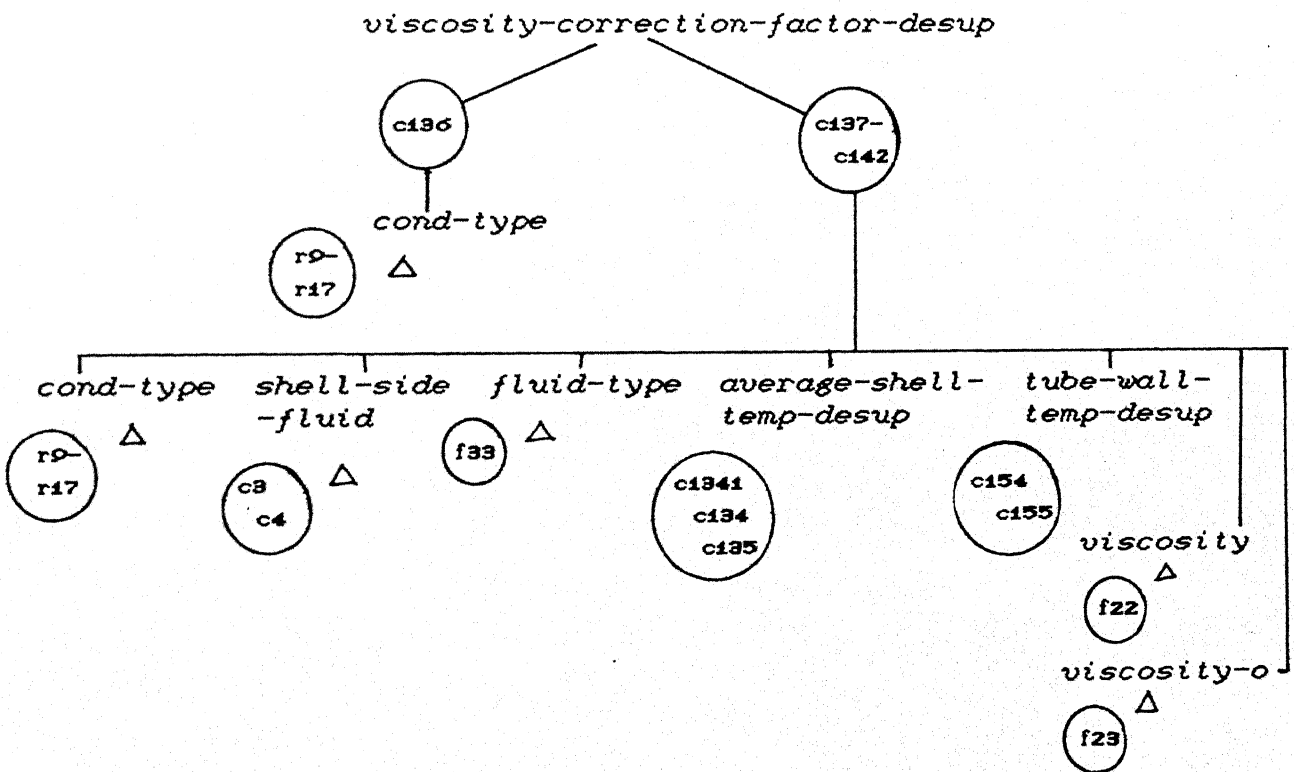 viscosity-correction-factor-desup
c136
c137-
c142
cond-type
r9-
r17
cond-type
shell-side
-fluid
fluid-type
average-shell-
temp-desup
tube-wall-
temp-desup
r9-
r17
c3
c4
f33
c1341
c134
c135
c154
c155
viscosity
f22
viscosity-o
f23